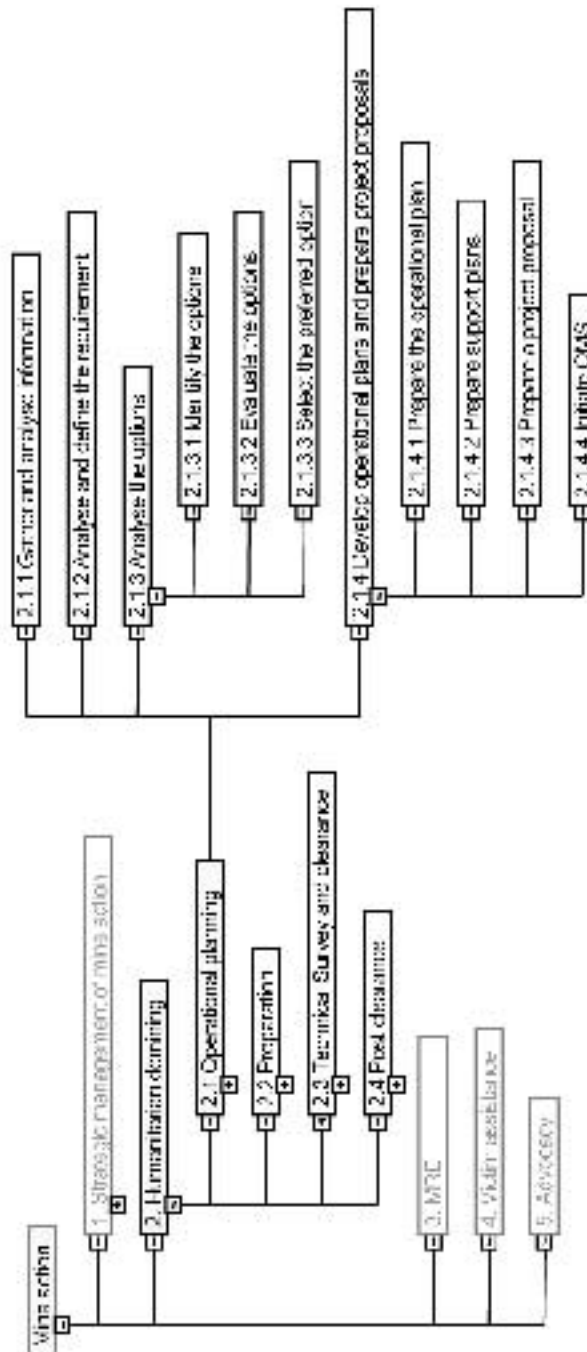 Mine action
1. Strategic management of mine action
2. Humanitarian demining
2.1 Operational planning
2.2 Preparation
2.3 Technical Survey and clearance
2.4 Post clearance
3. MRE
4. Victim assistance
5. Advocacy
2.1.1 Gather and analyse information
2.1.2 Analyse and define the requirement
2.1.3 Analyse the options
2.1.3.1 Identify the options
2.1.3.2 Evaluate the options
2.1.3.3 Select the preferred option
2.1.4 Develop operational plans and prepare project proposals
2.1.4.1 Prepare the operational plan
2.1.4.2 Prepare support plans
2.1.4.3 Prepare a project proposal
2.1.4.4 Initiate QMS